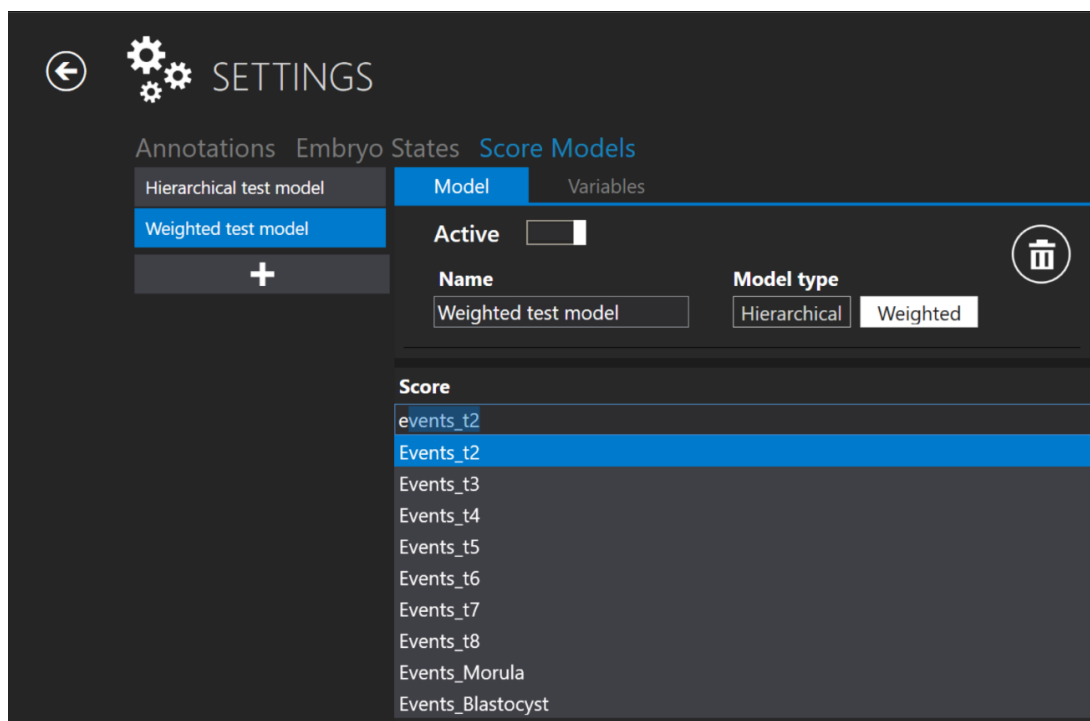 SETTINGS
Annotations Embryo States Score Models
Hierarchical test model
Weighted test model
Model Variables
Active
Name Model type
Weighted test model Hierarchical Weighted
Score
events_t2
Events_t2
Events_t3
Events_t4
Events_t5
Events_t6
Events_t7
Events_t8
Events_Morula
Events_Blastocyst